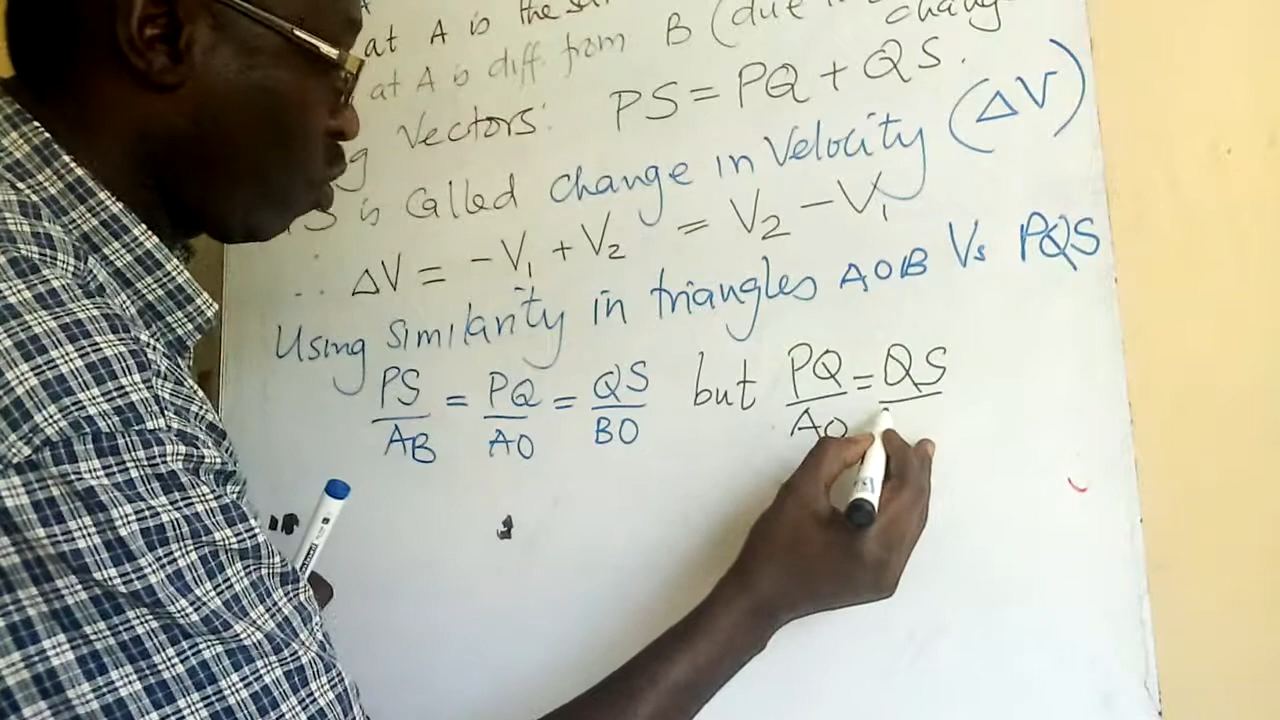 at A is the
at A is diff. from B (due change
Vectors: PS = PQ + QS.
is Called Change in Velocity (ΔV)
∴ ΔV = -V₁ + V₂ = V₂ - V₁
Using Similarity in triangles AOB Vs PQS
PS/AB = PQ/AO = QS/BO but PQ/AO = QS